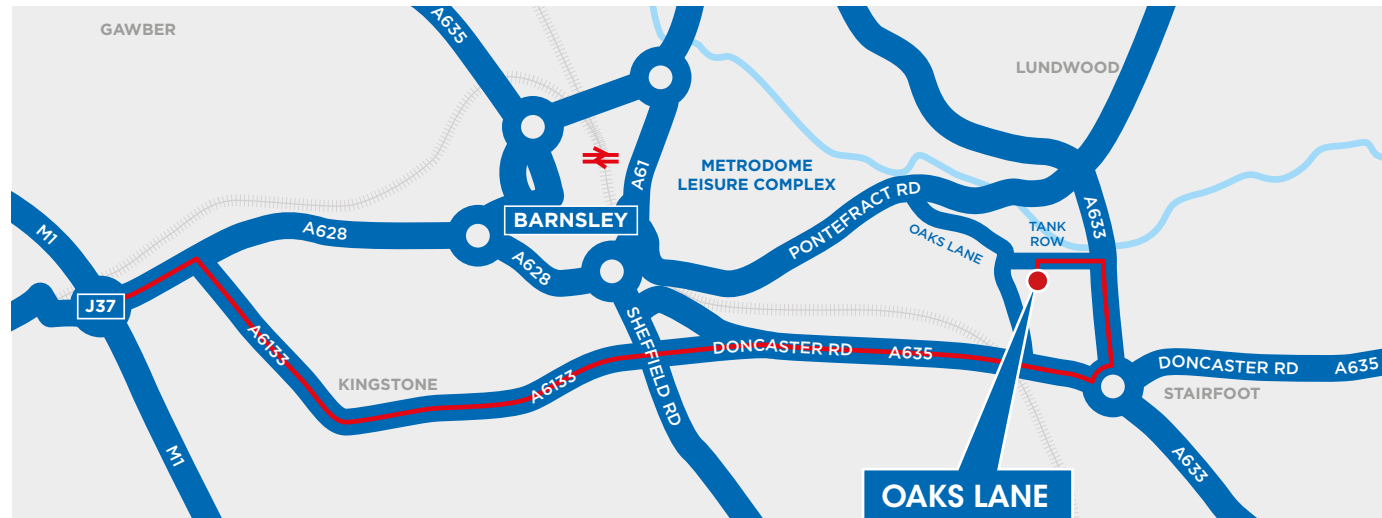 GAWBER
A635
LUNDWOOD
METRODOME
LEISURE COMPLEX
A61
PONTEFRACT RD
A633
TANK
ROW
OAKS LANE
BARNSLEY
M1
A628
A628
J37
A6133
SHEFFIELD RD
DONCASTER RD
A635
DONCASTER RD
A635
KINGSTONE
A6133
STAIRFOOT
M1
A633
OAKS LANE